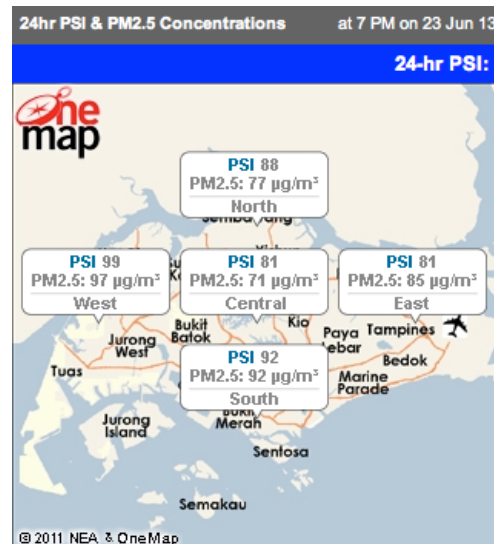 24hr PSI & PM2.5 Concentrations at 7 PM on 23 Jun 13
24-hr PSI:
One
map
PSI 88
PM2.5: 77 µg/m³
North
PSI 99
PM2.5: 97 µg/m³
West
PSI 81
PM2.5: 71 µg/m³
Central
PSI 81
PM2.5: 85 µg/m³
East
Jurong
West
Bukit
Batok
Kio
Paya
Lebar
Tampines
Bedok
Tuas
PSI 92
PM2.5: 92 µg/m³
South
Marine
Parade
Jurong
Island
Bukit
Merah
Sentosa
Semakau
© 2011 NEA & OneMap